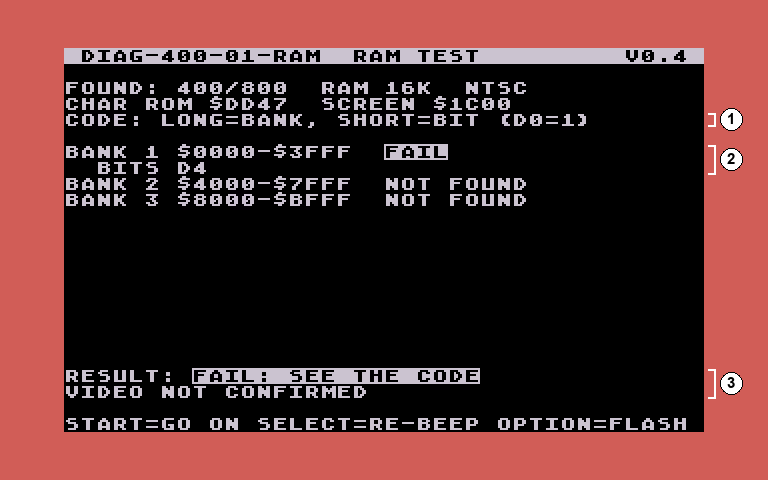 DIAG-400-01-RAM  RAM TEST         V0.4
FOUND: 400/800  RAM 16K  NTSC
CHAR ROM $DD47  SCREEN $1C00
CODE: LONG=BANK, SHORT=BIT (D0=1)
1
BANK 1 $0000-$3FFF  FAIL
BITS D4
2
BANK 2 $4000-$7FFF  NOT FOUND
BANK 3 $8000-$BFFF  NOT FOUND
RESULT: FAIL: SEE THE CODE
VIDEO NOT CONFIRMED
3
START=GO ON SELECT=RE-BEEP OPTION=FLASH